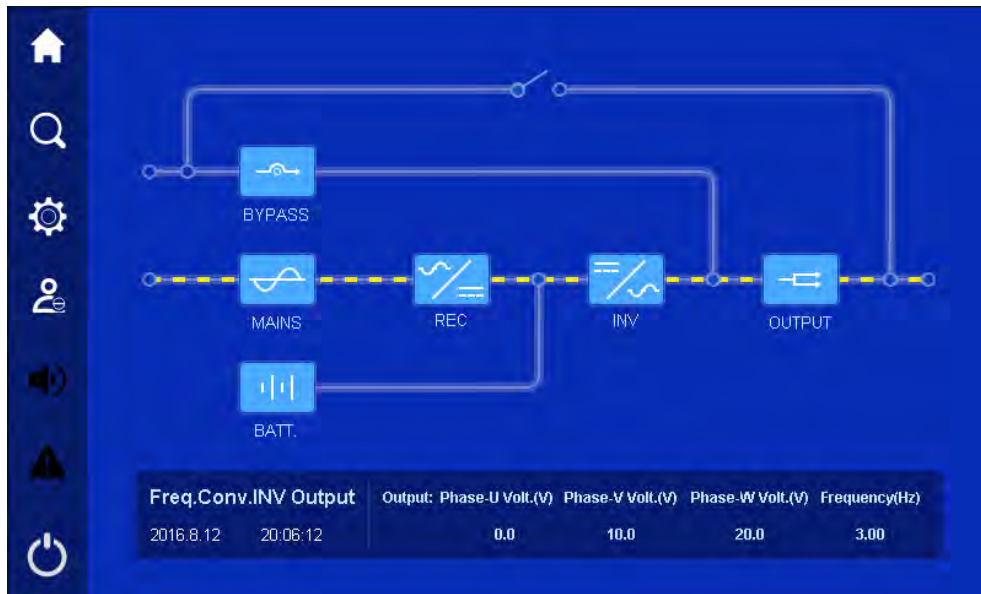 BYPASS
MAINS
REC
INV
OUTPUT
BATT.
Freq.Conv.INV Output
2016.8.12 20:06:12
Output: Phase-U Volt.(V) Phase-V Volt.(V) Phase-W Volt.(V) Frequency(Hz)
0.0 10.0 20.0 3.00